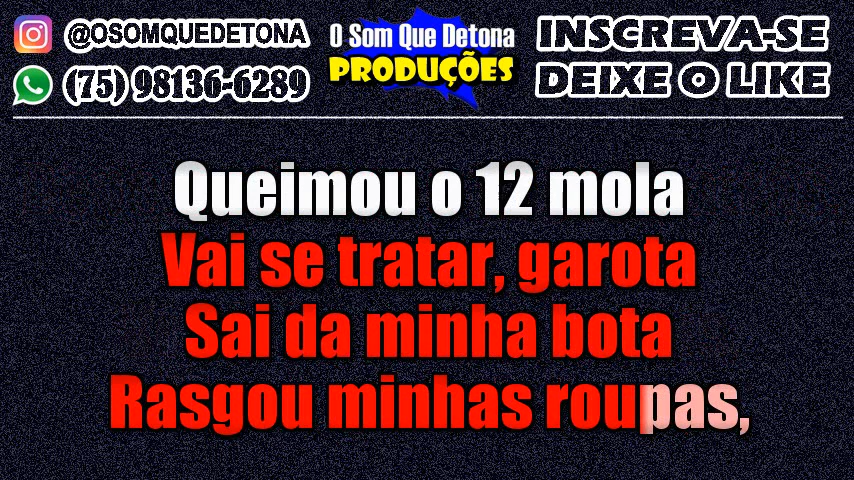 @OSOMQUEDETONA
(75) 98136-6289
O Som Que Detona
PRODUÇÕES
INSCREVA-SE
DEIXE O LIKE
Queimou o 12 mola
Vai se tratar, garota
Sai da minha bota
Rasgou minhas roupas,